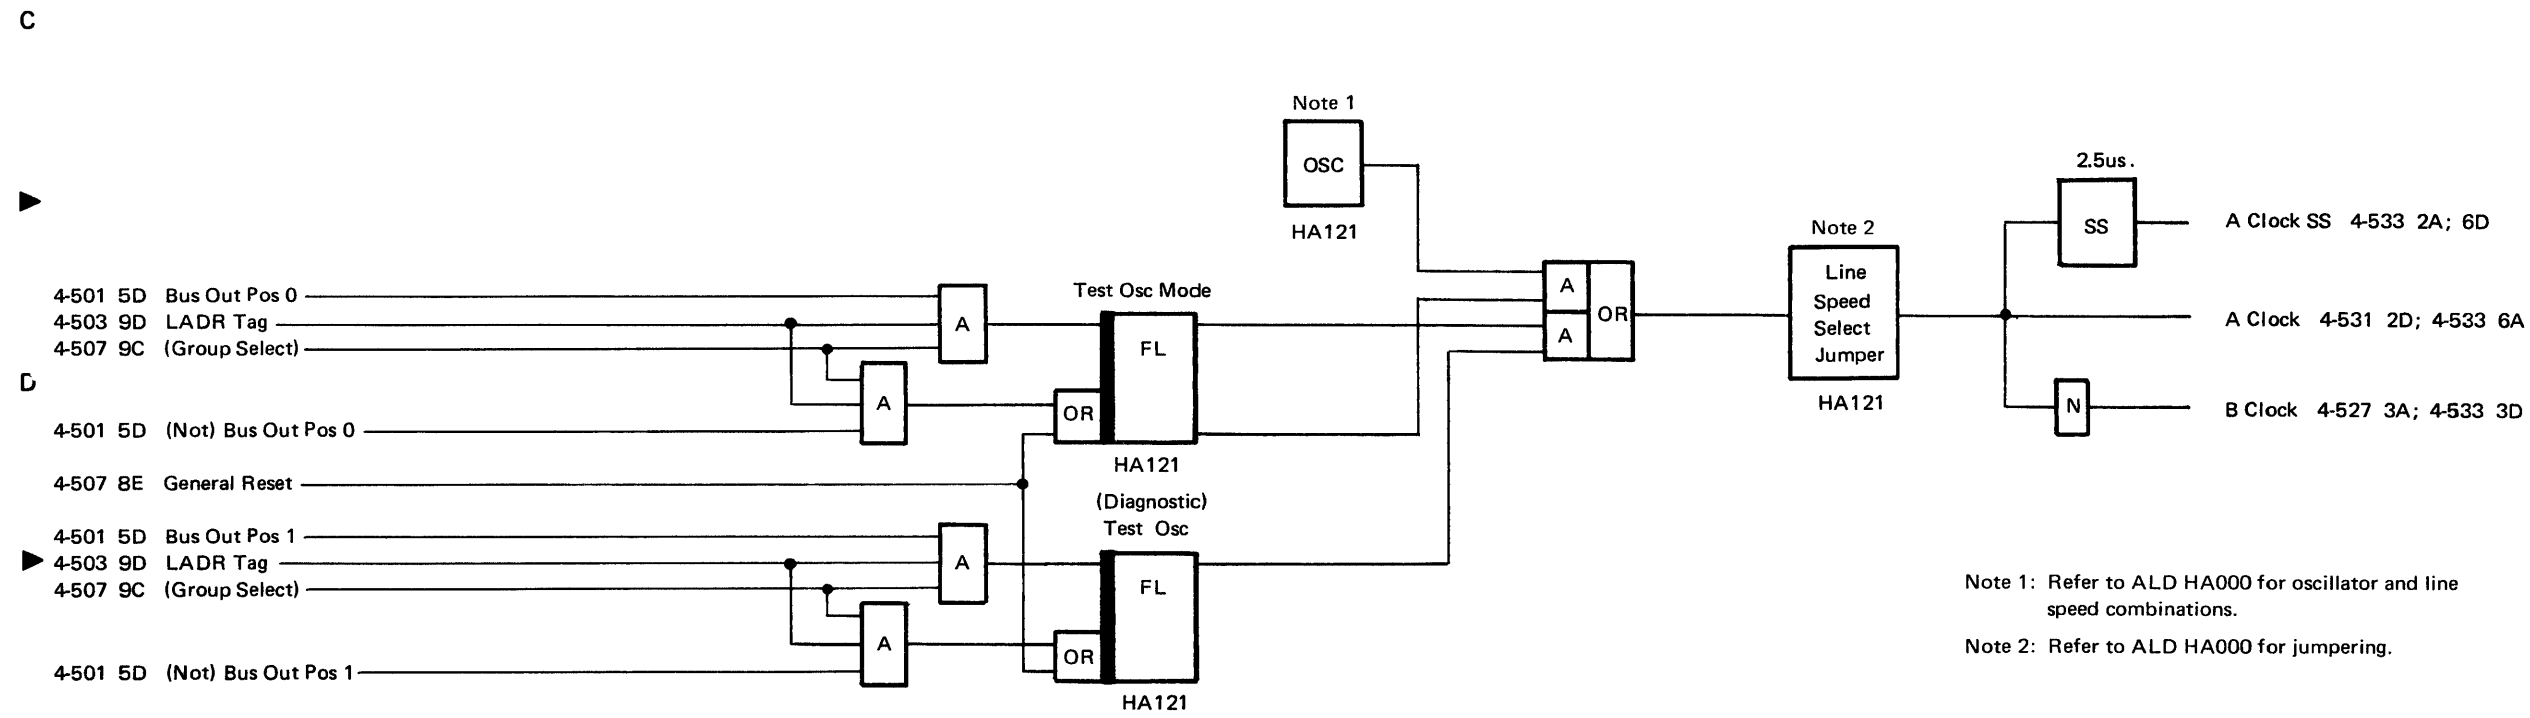 C
Note 1
OSC
HA121
2.5us.
SS
A Clock SS 4-533 2A; 6D
Note 2
Line
Speed
Select
Jumper
HA121
A Clock 4-531 2D; 4-533 6A
N
B Clock 4-527 3A; 4-533 3D
A
A
OR
4-501 5D Bus Out Pos 0
4-503 9D LADR Tag
4-507 9C (Group Select)
A
Test Osc Mode
FL
D
A
OR
4-501 5D (Not) Bus Out Pos 0
HA121
4-507 8E General Reset
(Diagnostic)
Test Osc
4-501 5D Bus Out Pos 1
4-503 9D LADR Tag
4-507 9C (Group Select)
A
FL
A
OR
4-501 5D (Not) Bus Out Pos 1
HA121
Note 1: Refer to ALD HA000 for oscillator and line
speed combinations.
Note 2: Refer to ALD HA000 for jumpering.